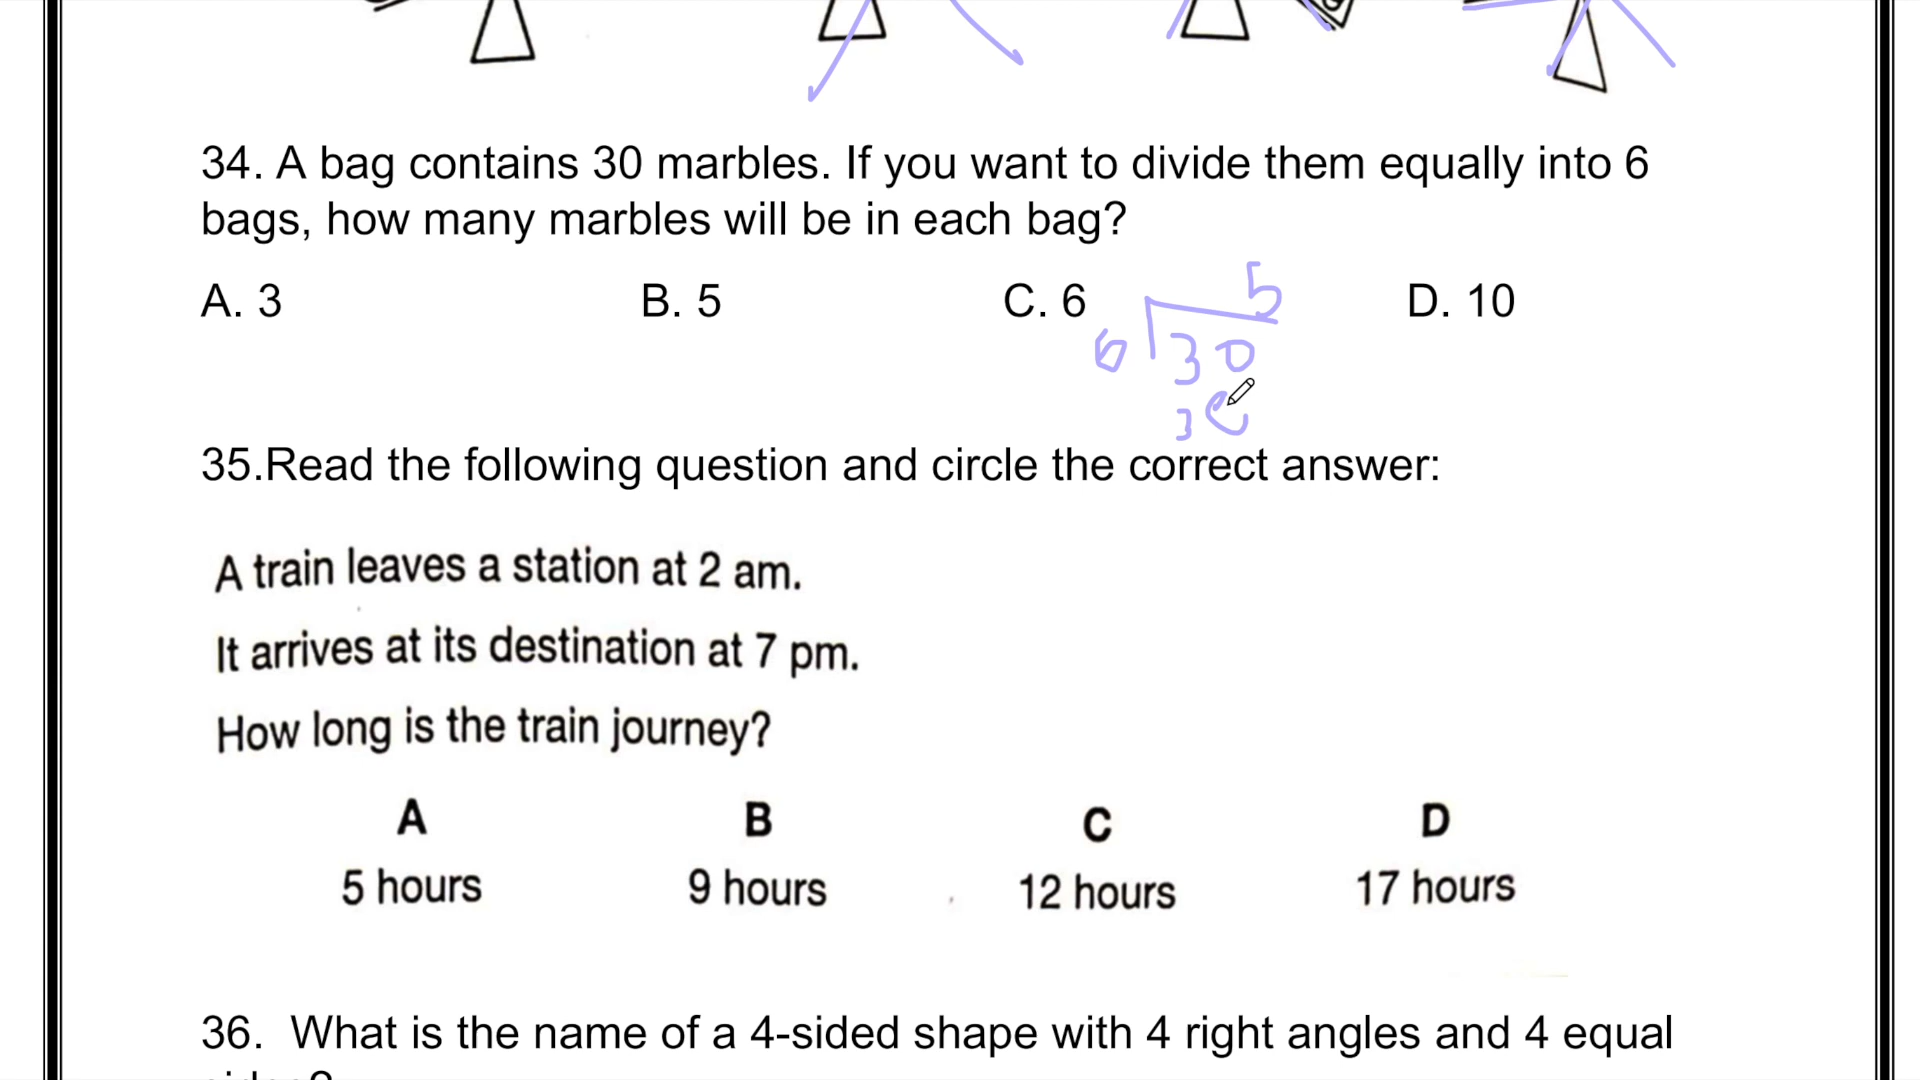 34. A bag contains 30 marbles. If you want to divide them equally into 6
bags, how many marbles will be in each bag?
A. 3 B. 5 C. 6 D. 10
5
6 30
30
35.Read the following question and circle the correct answer:
A train leaves a station at 2 am.
It arrives at its destination at 7 pm.
How long is the train journey?
A B C D
5 hours 9 hours 12 hours 17 hours
36. What is the name of a 4-sided shape with 4 right angles and 4 equal